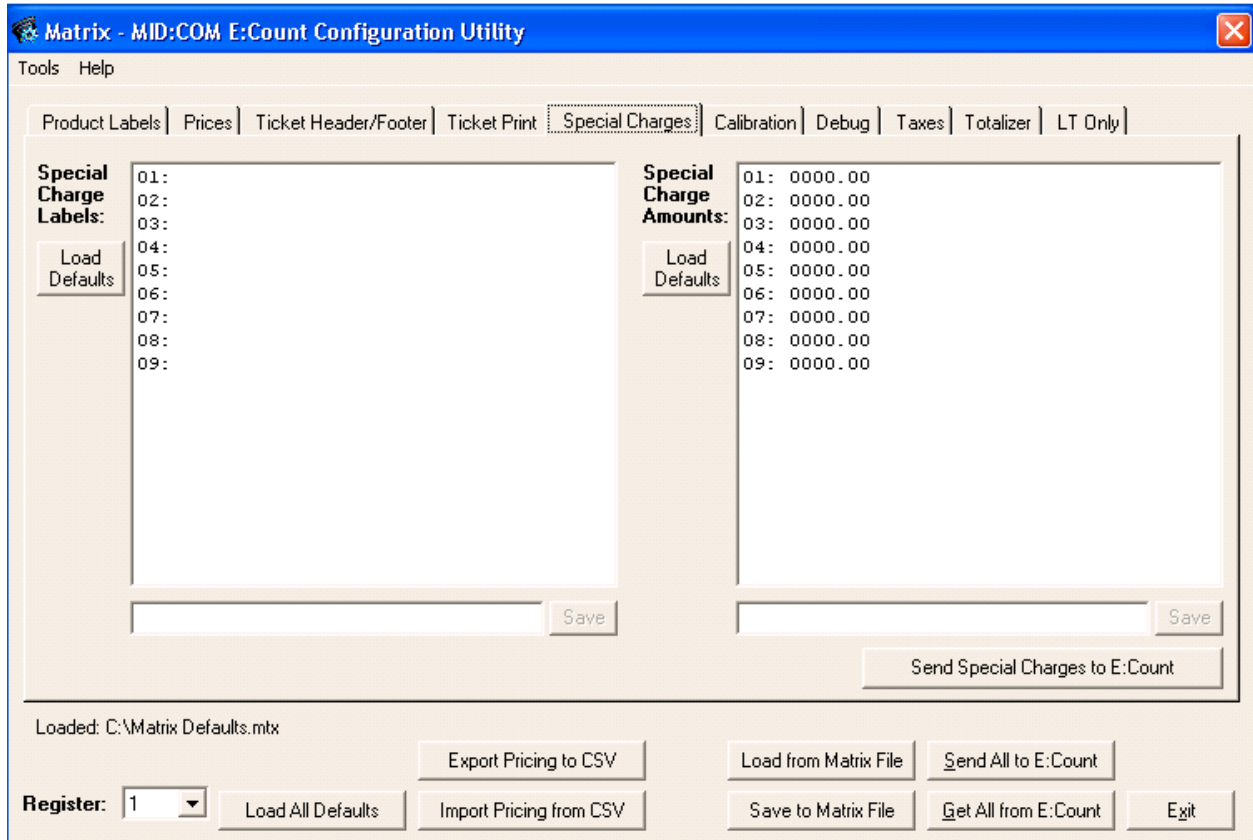 Matrix - MID:COM E:Count Configuration Utility
Tools Help
Product Labels Prices Ticket Header/Footer Ticket Print Special Charges Calibration Debug Taxes Totalizer LT Only
Special
Charge
Labels:
Load
Defaults
01:
02:
03:
04:
05:
06:
07:
08:
09:
Save
Special
Charge
Amounts:
Load
Defaults
01: 0000.00
02: 0000.00
03: 0000.00
04: 0000.00
05: 0000.00
06: 0000.00
07: 0000.00
08: 0000.00
09: 0000.00
Save
Send Special Charges to E:Count
Loaded: C:\Matrix Defaults.mtx
Export Pricing to CSV Load from Matrix File Send All to E:Count
Register: 1 Load All Defaults Import Pricing from CSV Save to Matrix File Get All from E:Count Exit